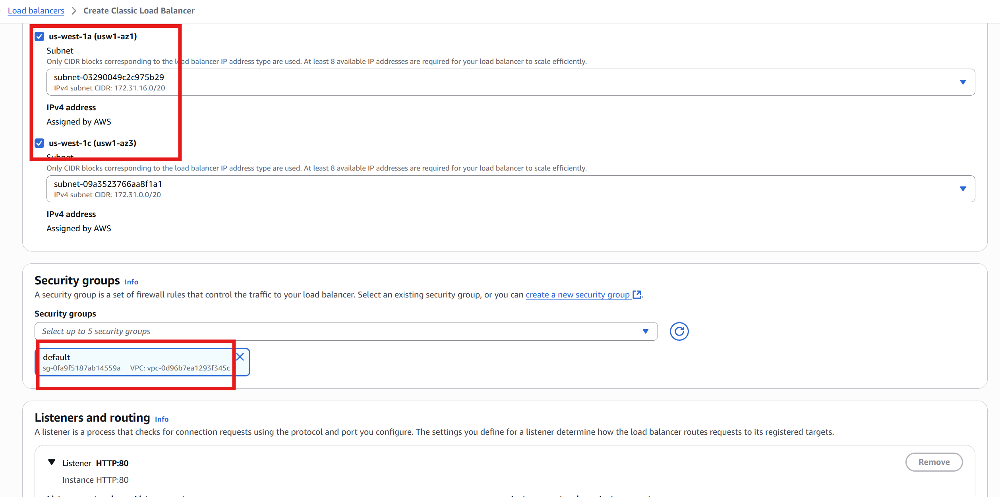 Load balancers > Create Classic Load Balancer
us-west-1a (usw1-az1)
Subnet
Only CIDR blocks corresponding to the load balancer IP address type are used. At least 8 available IP addresses are required for your load balancer to scale efficiently.
subnet-03290049c2c975b29
IPv4 subnet CIDR: 172.31.16.0/20
IPv4 address
Assigned by AWS
us-west-1c (usw1-az3)
Subnet
Only CIDR blocks corresponding to the load balancer IP address type are used. At least 8 available IP addresses are required for your load balancer to scale efficiently.
subnet-09a3523766aa8f1a1
IPv4 subnet CIDR: 172.31.0.0/20
IPv4 address
Assigned by AWS
Security groups Info
A security group is a set of firewall rules that control the traffic to your load balancer. Select an existing security group, or you can create a new security group.
Security groups
Select up to 5 security groups
default
sg-0fa9f5187ab14559a VPC: vpc-0d96b7ea1293f345c
Listeners and routing Info
A listener is a process that checks for connection requests using the protocol and port you configure. The settings you define for a listener determine how the load balancer routes requests to its registered targets.
Listener HTTP:80
Remove
Instance HTTP:80